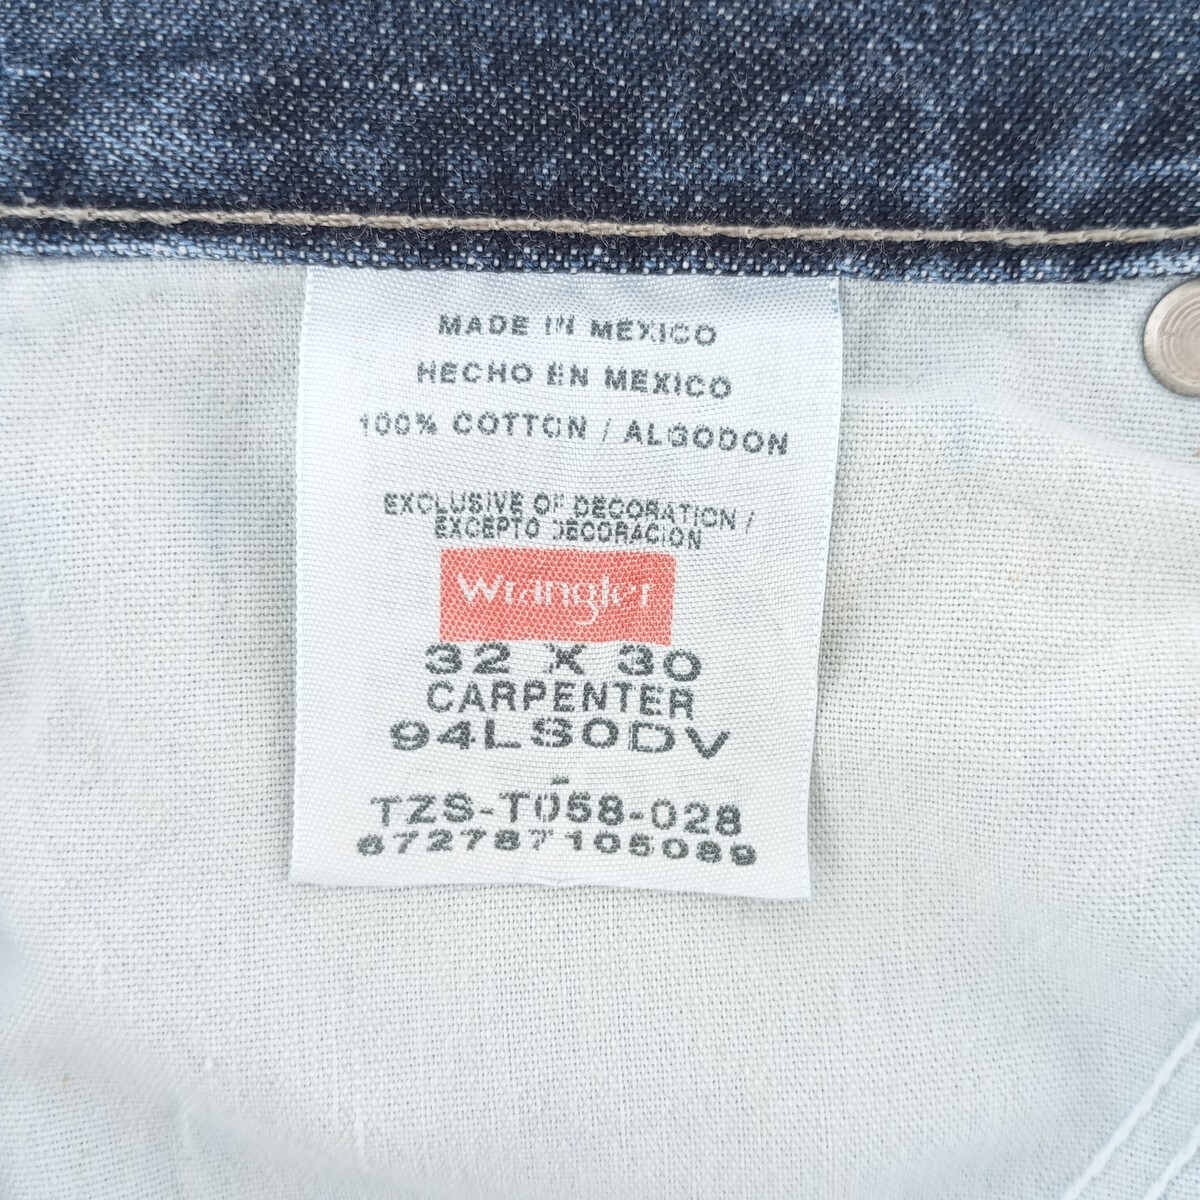 MADE IN MEXICO
HECHO EN MEXICO
100% COTTON / ALGODON
EXCLUSIVE OF DECORATION /
EXCEPTO DECORACION
Wrangler
32 X 30
CARPENTER
94LSODV
-
TZS-T058-028
672787105089